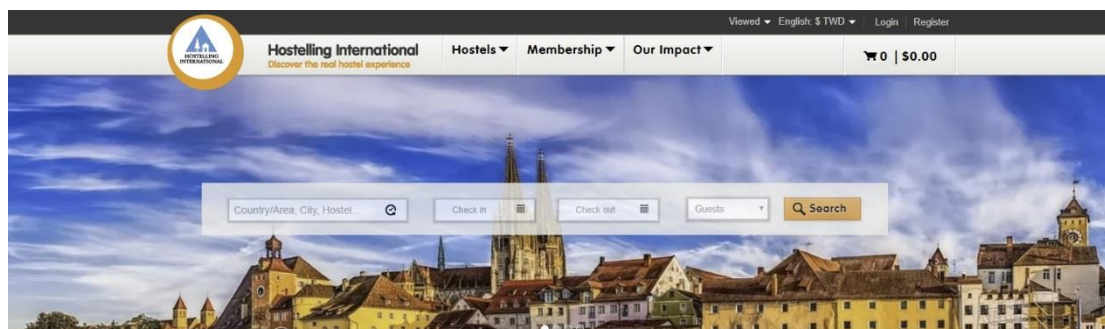 Viewed English: $ TWD Login Register
HOSTELLING
INTERNATIONAL
Hostelling International
Discover the real hostel experience
Hostels Membership Our Impact
0 | $0.00
Country/Area, City, Hostel... Check in Check out Guests Search